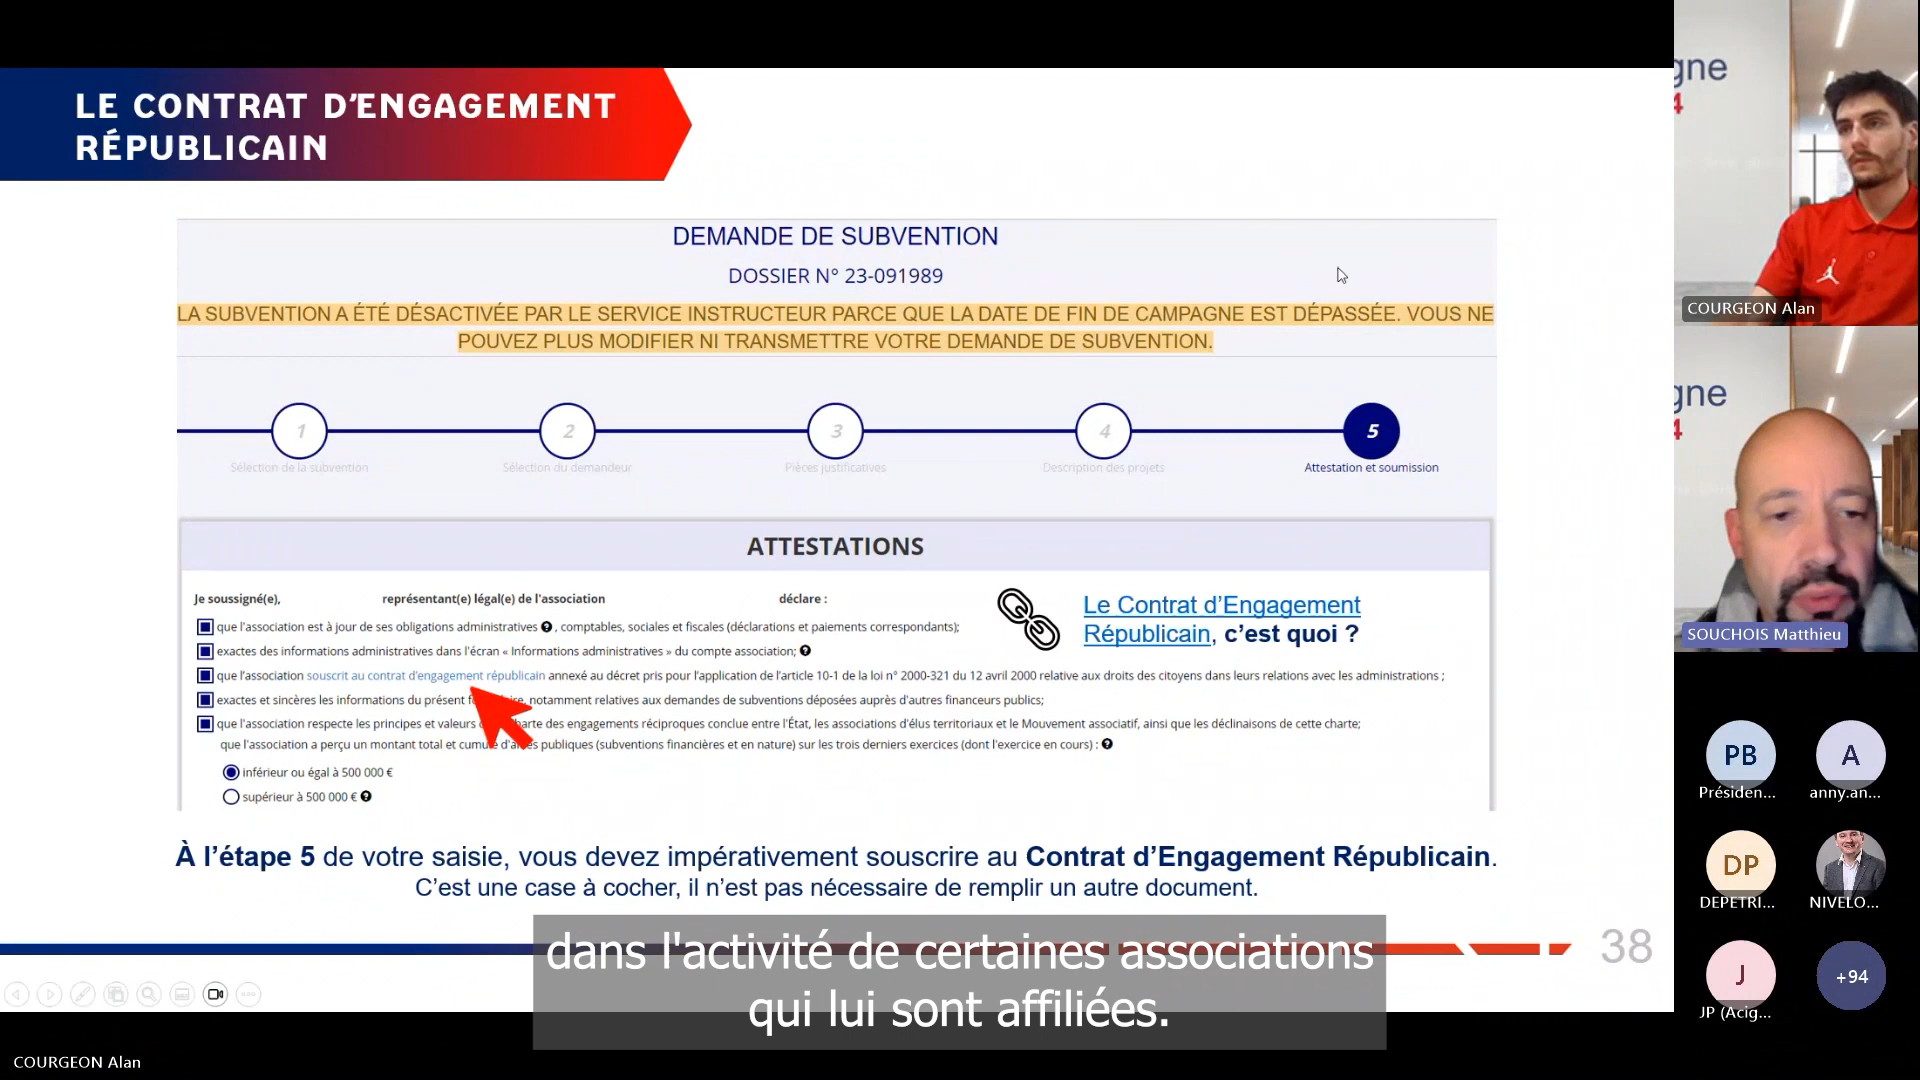 LE CONTRAT D'ENGAGEMENT
RÉPUBLICAIN
DEMANDE DE SUBVENTION
DOSSIER N° 23-091989
LA SUBVENTION A ÉTÉ DÉSACTIVÉE PAR LE SERVICE INSTRUCTEUR PARCE QUE LA DATE DE FIN DE CAMPAGNE EST DÉPASSÉE. VOUS NE
POUVEZ PLUS MODIFIER NI TRANSMETTRE VOTRE DEMANDE DE SUBVENTION.
1
2
3
4
5
Sélection de la subvention
Sélection du demandeur
Pièces justificatives
Description des projets
Attestation et soumission
ATTESTATIONS
Je soussigné(e), représentant(e) légal(e) de l'association déclare :
que l'association est à jour de ses obligations administratives ?, comptables, sociales et fiscales (déclarations et paiements correspondants);
exactes des informations administratives dans l'écran « Informations administratives » du compte association; ?
que l'association souscrit au contrat d'engagement républicain annexé au décret pris pour l'application de l'article 10-1 de la loi n° 2000-321 du 12 avril 2000 relative aux droits des citoyens dans leurs relations avec les administrations ;
exactes et sincères les informations du présent notamment relatives aux demandes de subventions déposées auprès d'autres financeurs publics;
que l'association respecte les principes et valeurs des engagements réciproques conclue entre l'État, les associations d'élus territoriaux et le Mouvement associatif, ainsi que les déclinaisons de cette charte;
que l'association a perçu un montant total et publiques (subventions financières et en nature) sur les trois derniers exercices (dont l'exercice en cours) : ?
inférieur ou égal à 500 000 €
supérieur à 500 000 € ?
Le Contrat d'Engagement
Républicain, c'est quoi ?
À l'étape 5 de votre saisie, vous devez impérativement souscrire au Contrat d'Engagement Républicain.
C'est une case à cocher, il n'est pas nécessaire de remplir un autre document.
38
dans l'activité de certaines associations
qui lui sont affiliées.
COURGEON Alan
gne
4
COURGEON Alan
gne
4
SOUCHOIS Matthieu
PB
Présiden...
A
anny.an...
DP
DEPETRI...
NIVELO...
J
JP (Acig...
+94